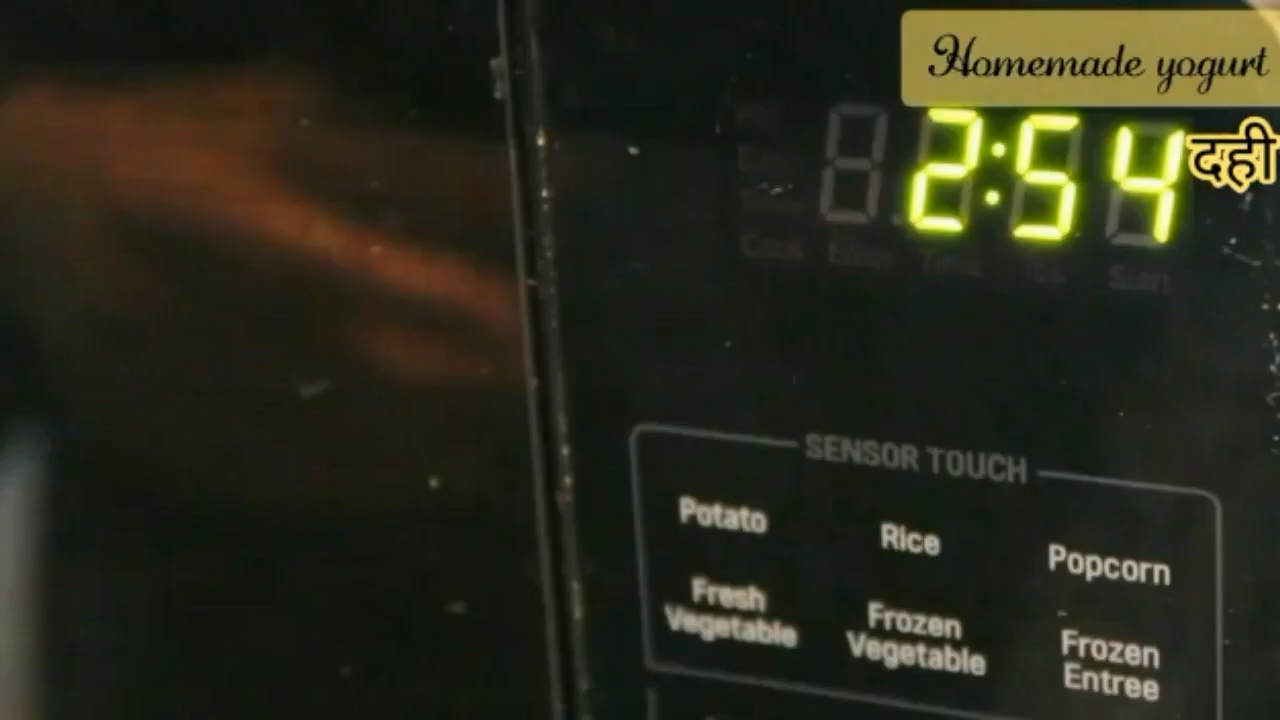 Homemade yogurt
2:54
दही
SENSOR TOUCH
Potato
Rice
Popcorn
Fresh
Vegetable
Frozen
Vegetable
Frozen
Entree